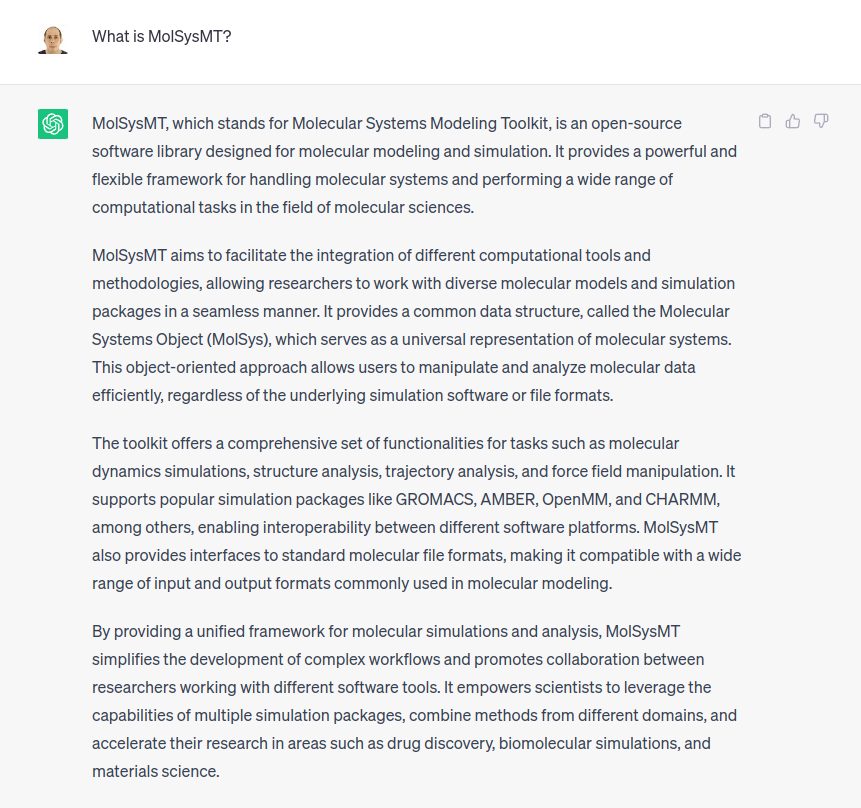 What is MolSysMT?
MolSysMT, which stands for Molecular Systems Modeling Toolkit, is an open-source
software library designed for molecular modeling and simulation. It provides a powerful and
flexible framework for handling molecular systems and performing a wide range of
computational tasks in the field of molecular sciences.
MolSysMT aims to facilitate the integration of different computational tools and
methodologies, allowing researchers to work with diverse molecular models and simulation
packages in a seamless manner. It provides a common data structure, called the Molecular
Systems Object (MolSys), which serves as a universal representation of molecular systems.
This object-oriented approach allows users to manipulate and analyze molecular data
efficiently, regardless of the underlying simulation software or file formats.
The toolkit offers a comprehensive set of functionalities for tasks such as molecular
dynamics simulations, structure analysis, trajectory analysis, and force field manipulation. It
supports popular simulation packages like GROMACS, AMBER, OpenMM, and CHARMM,
among others, enabling interoperability between different software platforms. MolSysMT
also provides interfaces to standard molecular file formats, making it compatible with a wide
range of input and output formats commonly used in molecular modeling.
By providing a unified framework for molecular simulations and analysis, MolSysMT
simplifies the development of complex workflows and promotes collaboration between
researchers working with different software tools. It empowers scientists to leverage the
capabilities of multiple simulation packages, combine methods from different domains, and
accelerate their research in areas such as drug discovery, biomolecular simulations, and
materials science.